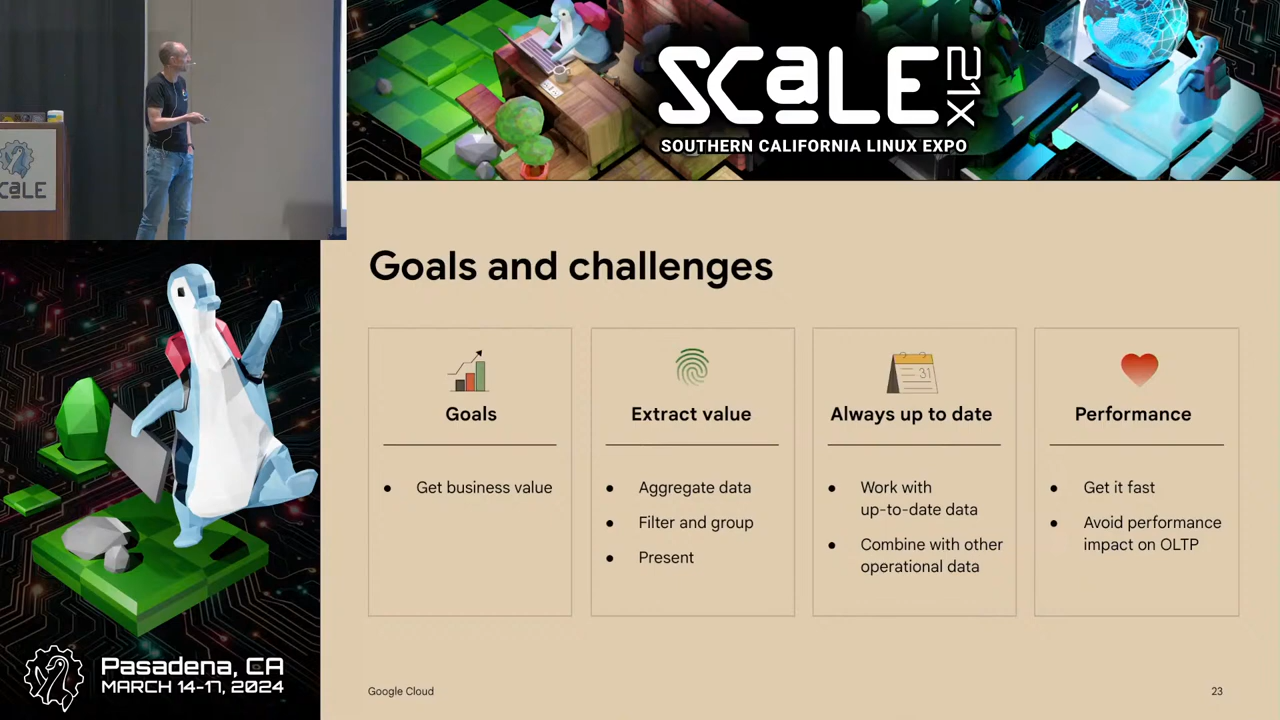 SCaLE 21x
SOUTHERN CALIFORNIA LINUX EXPO
SCaLE
Goals and challenges
Goals
● Get business value
Extract value
● Aggregate data
● Filter and group
● Present
31
Always up to date
● Work with
up-to-date data
● Combine with other
operational data
Performance
● Get it fast
● Avoid performance
impact on OLTP
Pasadena, CA
MARCH 14-17, 2024
Google Cloud
23